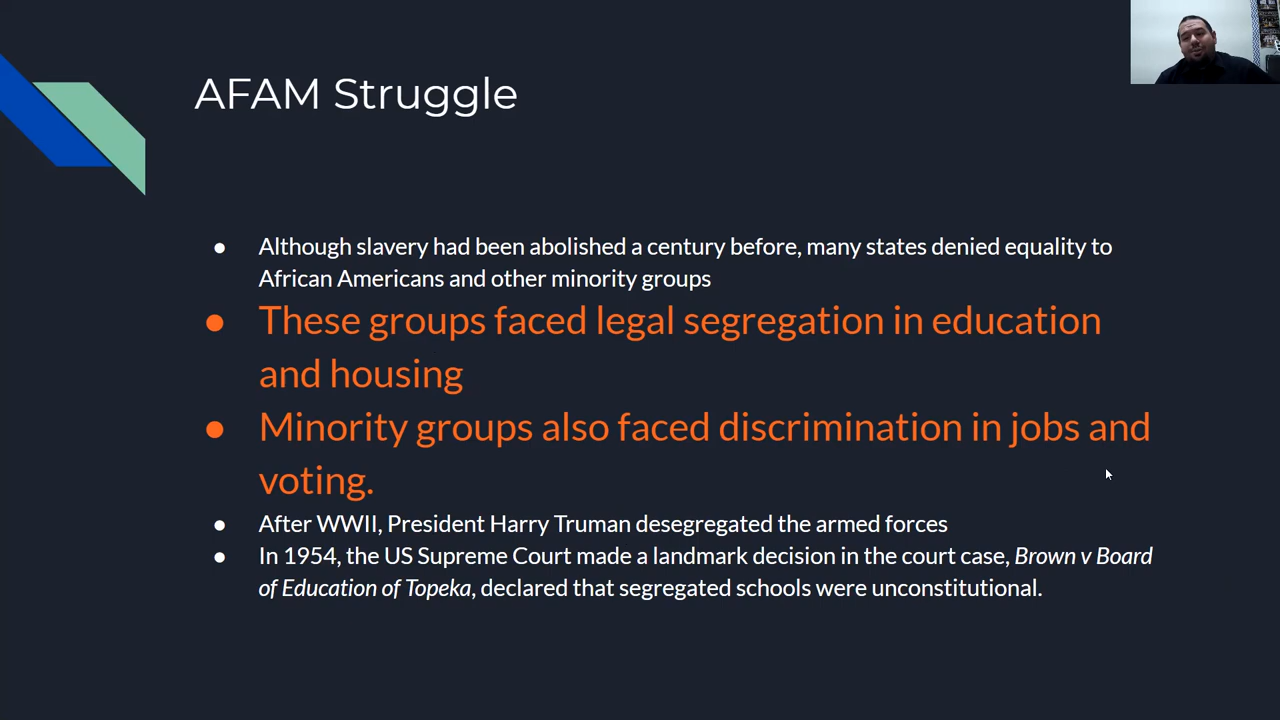 AFAM Struggle
● Although slavery had been abolished a century before, many states denied equality to
African Americans and other minority groups
● These groups faced legal segregation in education
and housing
● Minority groups also faced discrimination in jobs and
voting.
● After WWII, President Harry Truman desegregated the armed forces
● In 1954, the US Supreme Court made a landmark decision in the court case, Brown v Board
of Education of Topeka, declared that segregated schools were unconstitutional.